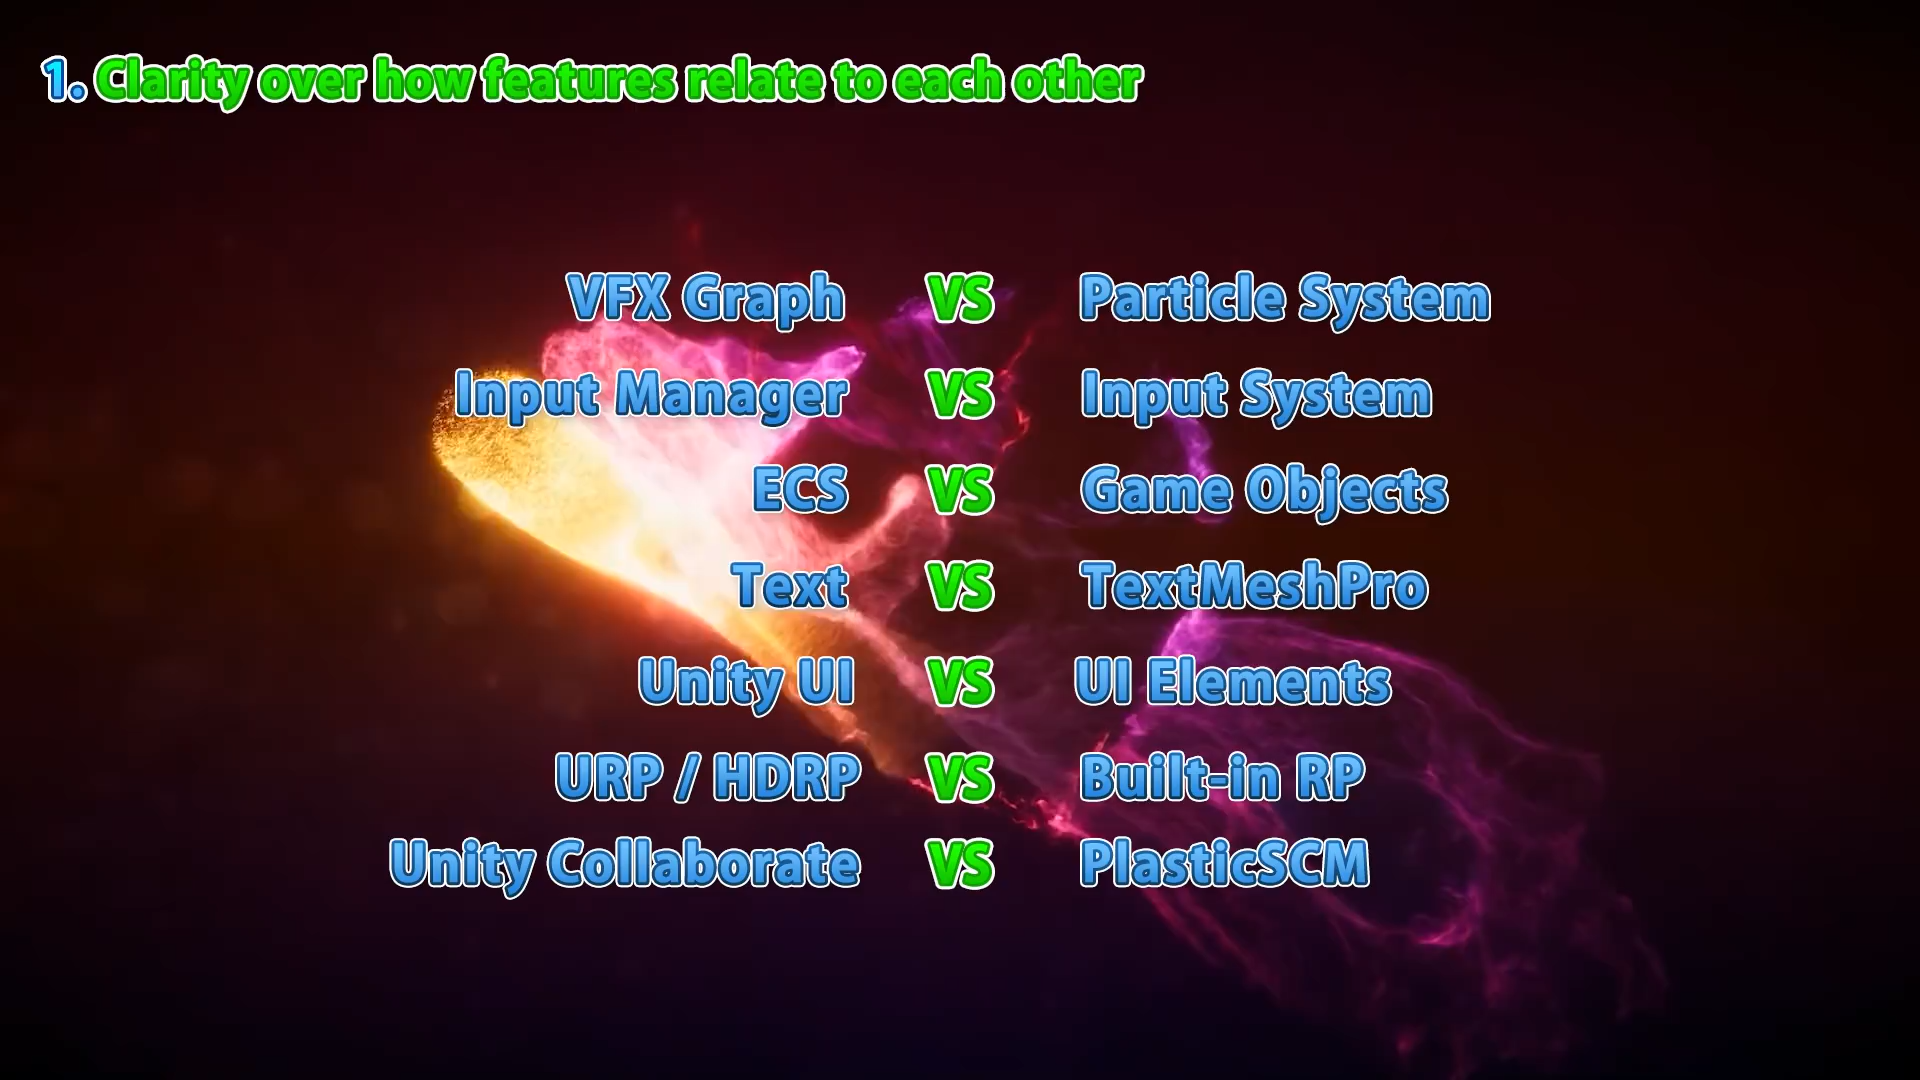 1. Clarity over how features relate to each other
VFX Graph VS Particle System
Input Manager VS Input System
ECS VS Game Objects
Text VS TextMeshPro
Unity UI VS UI Elements
URP / HDRP VS Built-in RP
Unity Collaborate VS PlasticSCM